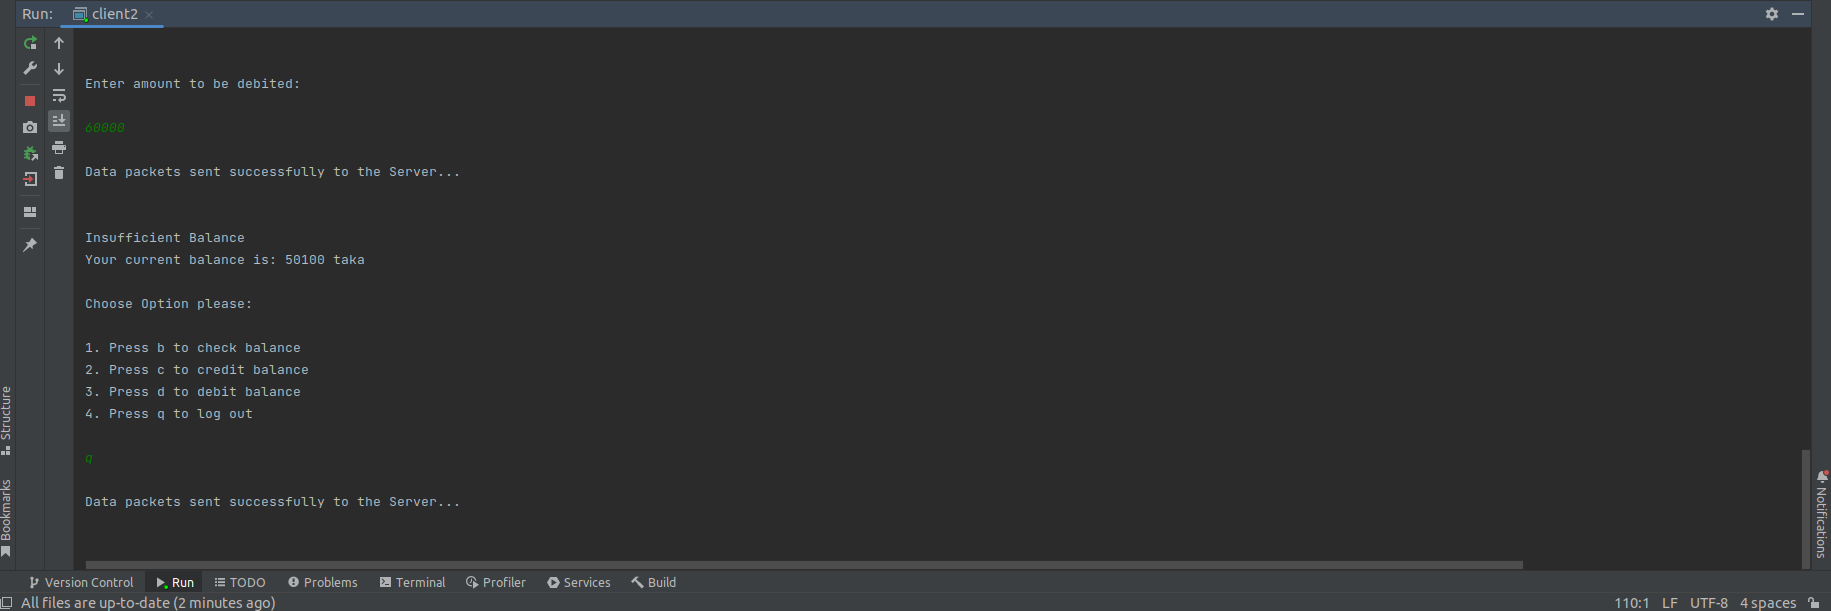 Run: client2
Enter amount to be debited:
60000
Data packets sent successfully to the Server...
Insufficient Balance
Your current balance is: 50100 taka
Choose Option please:
1. Press b to check balance
2. Press c to credit balance
3. Press d to debit balance
4. Press q to log out
q
Data packets sent successfully to the Server...
Structure
Bookmarks
Notifications
Version Control Run TODO Problems Terminal Profiler Services Build
All files are up-to-date (2 minutes ago) 110:1 LF UTF-8 4 spaces